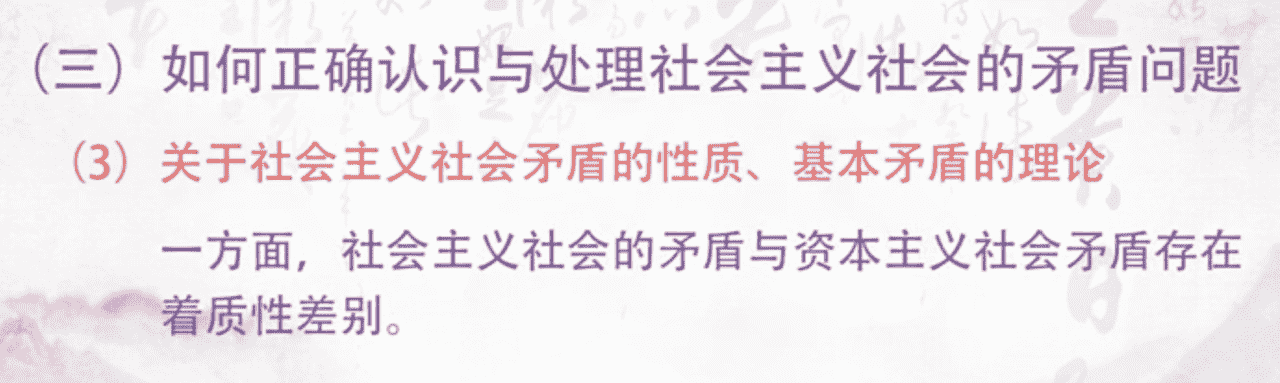 （三）如何正确认识与处理社会主义社会的矛盾问题
（3）关于社会主义社会矛盾的性质、基本矛盾的理论
一方面，社会主义社会的矛盾与资本主义社会矛盾存在
着质性差别。